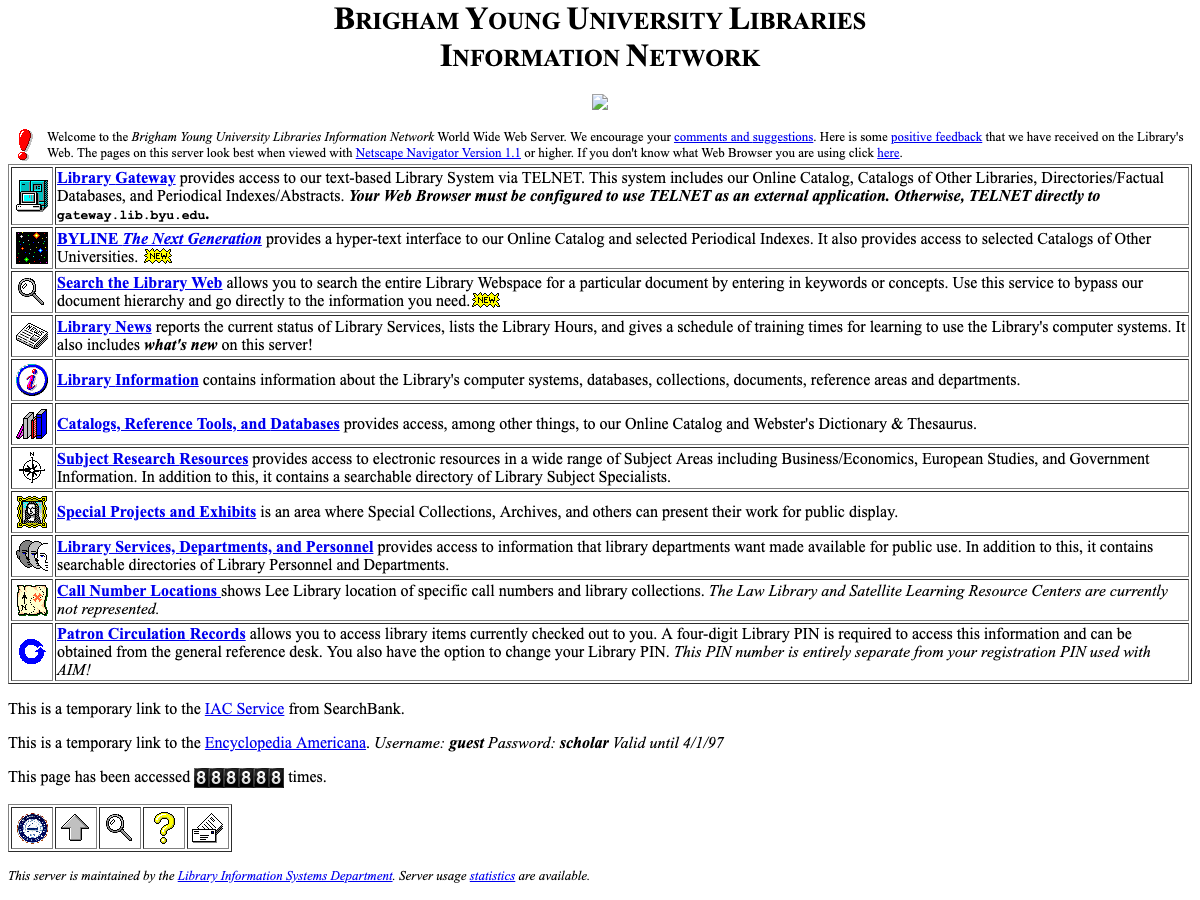 BRIGHAM YOUNG UNIVERSITY LIBRARIES
INFORMATION NETWORK
Welcome to the Brigham Young University Libraries Information Network World Wide Web Server. We encourage your comments and suggestions. Here is some positive feedback that we have received on the Library's
Web. The pages on this server look best when viewed with Netscape Navigator Version 1.1 or higher. If you don't know what Web Browser you are using click here.
Library Gateway provides access to our text-based Library System via TELNET. This system includes our Online Catalog, Catalogs of Other Libraries, Directories/Factual
Databases, and Periodical Indexes/Abstracts. Your Web Browser must be configured to use TELNET as an external application. Otherwise, TELNET directly to
gateway.lib.byu.edu.
BYLINE The Next Generation provides a hyper-text interface to our Online Catalog and selected Periodical Indexes. It also provides access to selected Catalogs of Other
Universities. NEW
Search the Library Web allows you to search the entire Library Webspace for a particular document by entering in keywords or concepts. Use this service to bypass our
document hierarchy and go directly to the information you need. NEW
Library News reports the current status of Library Services, lists the Library Hours, and gives a schedule of training times for learning to use the Library's computer systems. It
also includes what's new on this server!
Library Information contains information about the Library's computer systems, databases, collections, documents, reference areas and departments.
Catalogs, Reference Tools, and Databases provides access, among other things, to our Online Catalog and Webster's Dictionary & Thesaurus.
Subject Research Resources provides access to electronic resources in a wide range of Subject Areas including Business/Economics, European Studies, and Government
Information. In addition to this, it contains a searchable directory of Library Subject Specialists.
Special Projects and Exhibits is an area where Special Collections, Archives, and others can present their work for public display.
Library Services, Departments, and Personnel provides access to information that library departments want made available for public use. In addition to this, it contains
searchable directories of Library Personnel and Departments.
Call Number Locations shows Lee Library location of specific call numbers and library collections. The Law Library and Satellite Learning Resource Centers are currently
not represented.
Patron Circulation Records allows you to access library items currently checked out to you. A four-digit Library PIN is required to access this information and can be
obtained from the general reference desk. You also have the option to change your Library PIN. This PIN number is entirely separate from your registration PIN used with
AIM!
This is a temporary link to the IAC Service from SearchBank.
This is a temporary link to the Encyclopedia Americana. Username: guest Password: scholar Valid until 4/1/97
This page has been accessed 888888 times.
This server is maintained by the Library Information Systems Department. Server usage statistics are available.